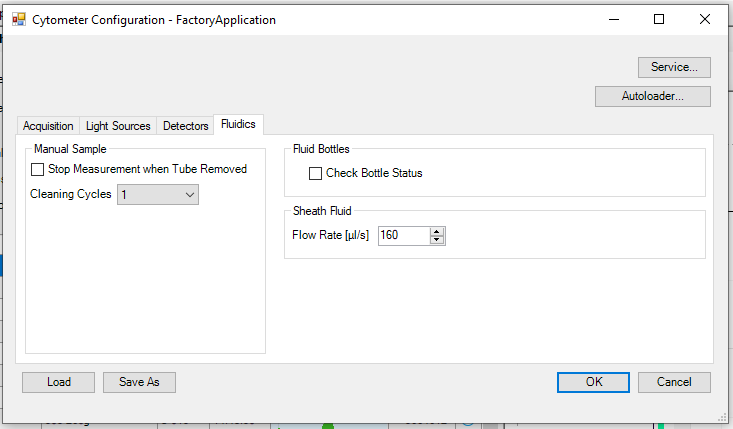 Cytometer Configuration - FactoryApplication
Service...
Autoloader...
Acquisition Light Sources Detectors Fluidics
Manual Sample
Stop Measurement when Tube Removed
Cleaning Cycles 1
Fluid Bottles
Check Bottle Status
Sheath Fluid
Flow Rate [µl/s] 160
Load Save As OK Cancel